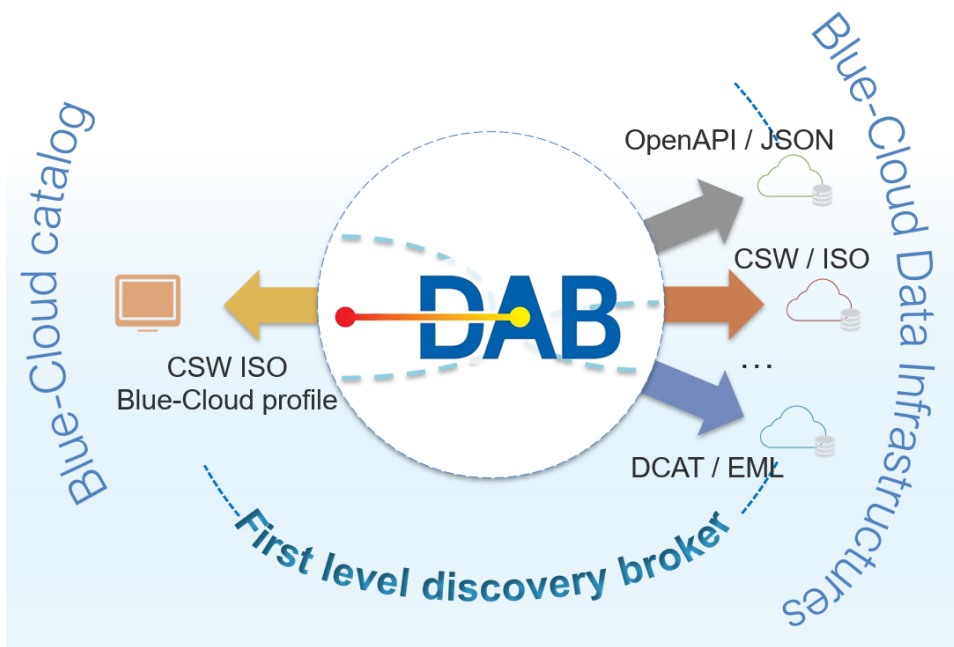 Blue-Cloud catalog
CSW ISO
Blue-Cloud profile
DAB
OpenAPI / JSON
CSW / ISO
...
DCAT / EML
Blue-Cloud Data Infrastructures
First level discovery broker